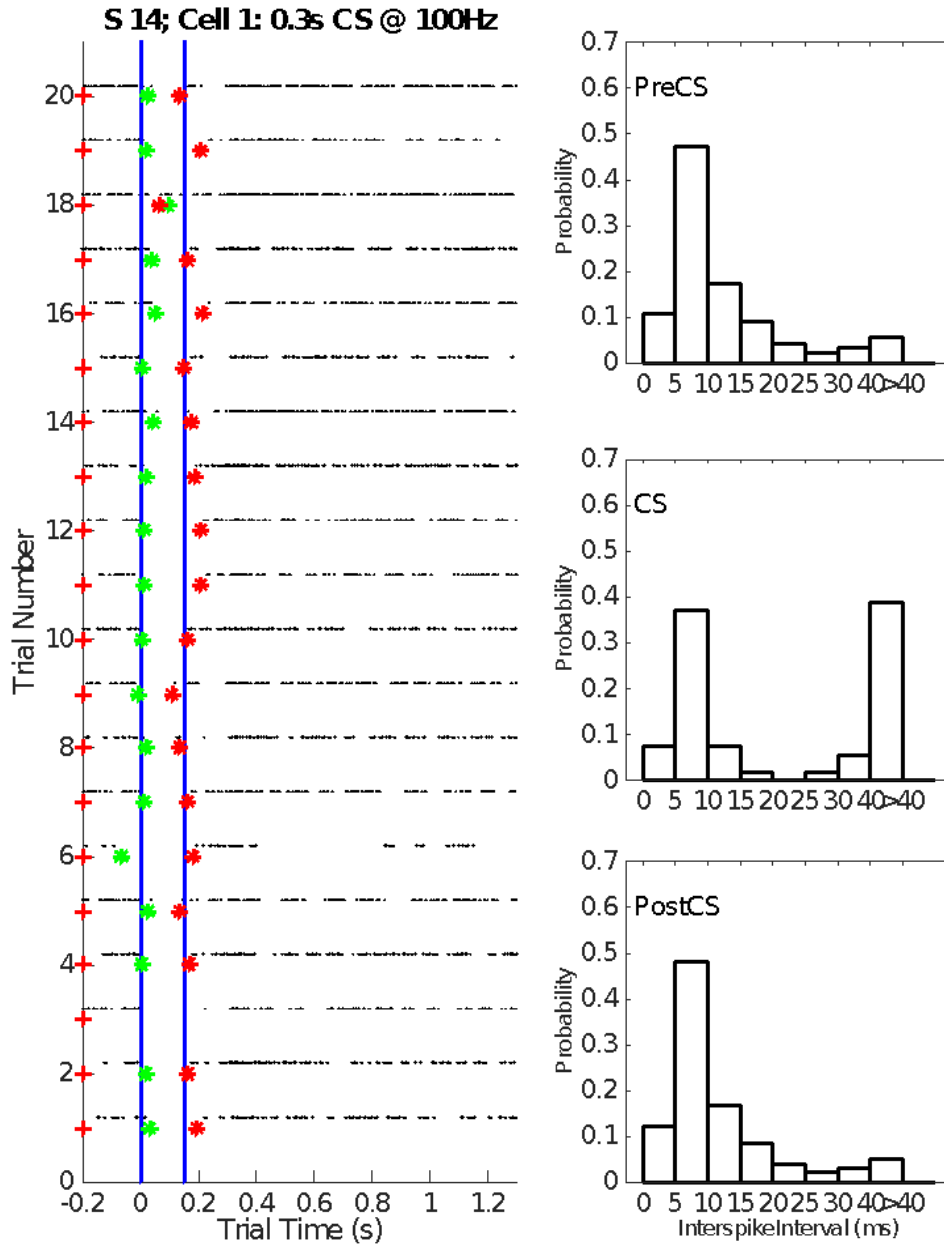 S 14; Cell 1: 0.3s CS @ 100Hz
Trial Number
20
18
16
14
12
10
8
6
4
2
0
-0.2 0 0.2 0.4 0.6 0.8 1 1.2
Trial Time (s)
PreCS
Probability
0.7
0.6
0.5
0.4
0.3
0.2
0.1
0
0 5 10 15 20 25 30 40 >40
CS
Probability
0.7
0.6
0.5
0.4
0.3
0.2
0.1
0
0 5 10 15 20 25 30 40 >40
PostCS
Probability
0.7
0.6
0.5
0.4
0.3
0.2
0.1
0
0 5 10 15 20 25 30 40 >40
Interspike Interval (ms)